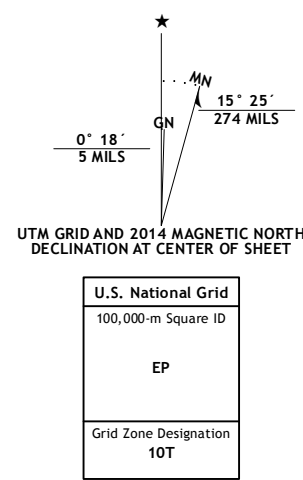 MN
15° 25´
274 MILS
GN
0° 18´
5 MILS
UTM GRID AND 2014 MAGNETIC NORTH
DECLINATION AT CENTER OF SHEET
U.S. National Grid
100,000-m Square ID
EP
Grid Zone Designation
10T